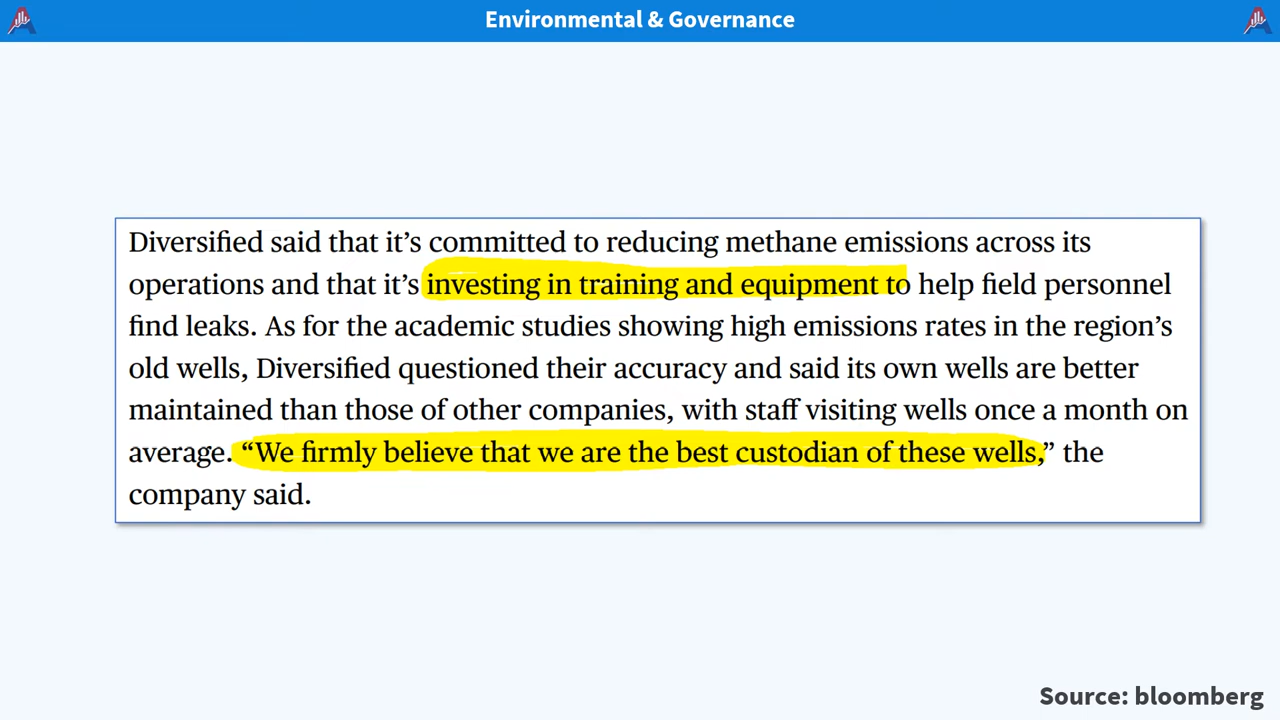 Environmental & Governance
Diversified said that it’s committed to reducing methane emissions across its
operations and that it’s investing in training and equipment to help field personnel
find leaks. As for the academic studies showing high emissions rates in the region’s
old wells, Diversified questioned their accuracy and said its own wells are better
maintained than those of other companies, with staff visiting wells once a month on
average. “We firmly believe that we are the best custodian of these wells,” the
company said.
Source: bloomberg